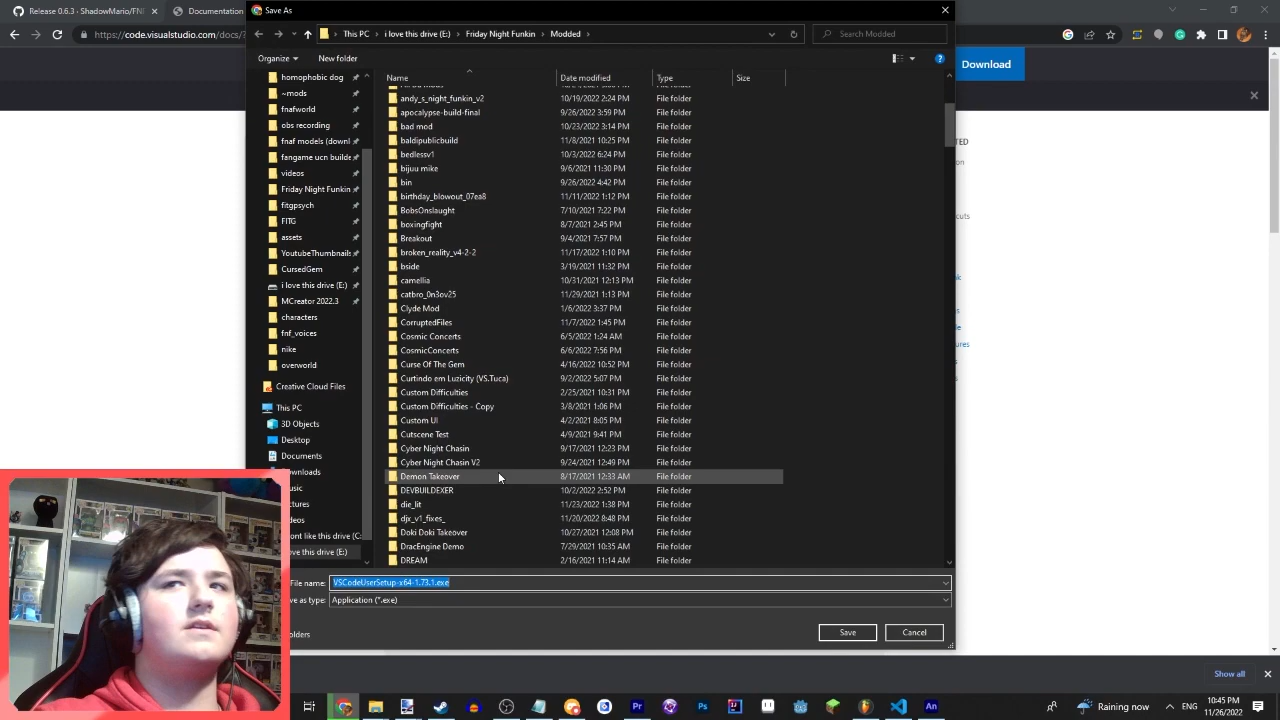 Save As
Release 0.6.3 · ShadowMario/FN
Documentation
https://code.visualstudio.com/docs/?
This PC
i love this drive (E:)
Friday Night Funkin
Modded
Search Modded
Organize
New folder
Download
Name
Date modified
Type
Size
homophobic dog
~mods
fnafworld
obs recording
fnaf models (downl
fangame ucn builds
videos
Friday Night Funkin
fitgpsych
FITG
assets
YoutubeThumbnails
CursedGem
i love this drive (E:)
MCreator 2022.3
characters
fnf_voices
nike
overworld
Creative Cloud Files
This PC
3D Objects
Desktop
Documents
ownloads
usic
ctures
deos
ont like this drive (C:
love this drive (E:)
andy_s_night_funkin_v2 10/19/2022 2:24 PM File folder
apocalypse-build-final 9/26/2022 3:59 PM File folder
bad mod 10/23/2022 3:14 PM File folder
baldipublicbuild 11/8/2021 10:25 PM File folder
bedlessv1 10/3/2022 6:24 PM File folder
bijuu mike 9/6/2021 11:30 PM File folder
bin 9/26/2022 4:42 PM File folder
birthday_blowout_07ea8 11/11/2022 1:12 PM File folder
BobsOnslaught 7/10/2021 7:22 PM File folder
boxingfight 8/7/2021 2:45 PM File folder
Breakout 9/4/2021 7:57 PM File folder
broken_reality_v4-2-2 11/17/2022 1:10 PM File folder
bside 3/19/2021 11:32 PM File folder
camellia 10/31/2021 12:13 PM File folder
catbro_0n3ov25 11/29/2021 1:13 PM File folder
Clyde Mod 1/6/2022 3:37 PM File folder
CorruptedFiles 11/7/2022 1:45 PM File folder
Cosmic Concerts 6/5/2022 1:24 AM File folder
CosmicConcerts 6/6/2022 7:56 PM File folder
Curse Of The Gem 4/16/2022 10:52 PM File folder
Curtindo em Luzicity (VS.Tuca) 9/2/2022 5:07 PM File folder
Custom Difficulties 2/25/2021 10:31 PM File folder
Custom Difficulties - Copy 3/8/2021 1:06 PM File folder
Custom UI 4/2/2021 8:05 PM File folder
Cutscene Test 4/9/2021 9:41 PM File folder
Cyber Night Chasin 9/17/2021 12:23 PM File folder
Cyber Night Chasin V2 9/24/2021 12:49 PM File folder
Demon Takeover 8/17/2021 12:33 AM File folder
DEVBUILDEXER 10/2/2022 2:52 PM File folder
die_lit 11/23/2022 1:38 PM File folder
djx_v1_fixes_ 11/20/2022 8:48 PM File folder
Doki Doki Takeover 10/27/2021 12:08 PM File folder
DracEngine Demo 7/29/2021 10:35 AM File folder
DREAM 2/16/2021 11:14 AM File folder
File name:
VSCodeUserSetup-x64-1.73.1.exe
ve as type:
Application (*.exe)
olders
Save
Cancel
TED
on
cuts
nk
ures
Show all
Raining now
ENG
10:45 PM
11/26/2022